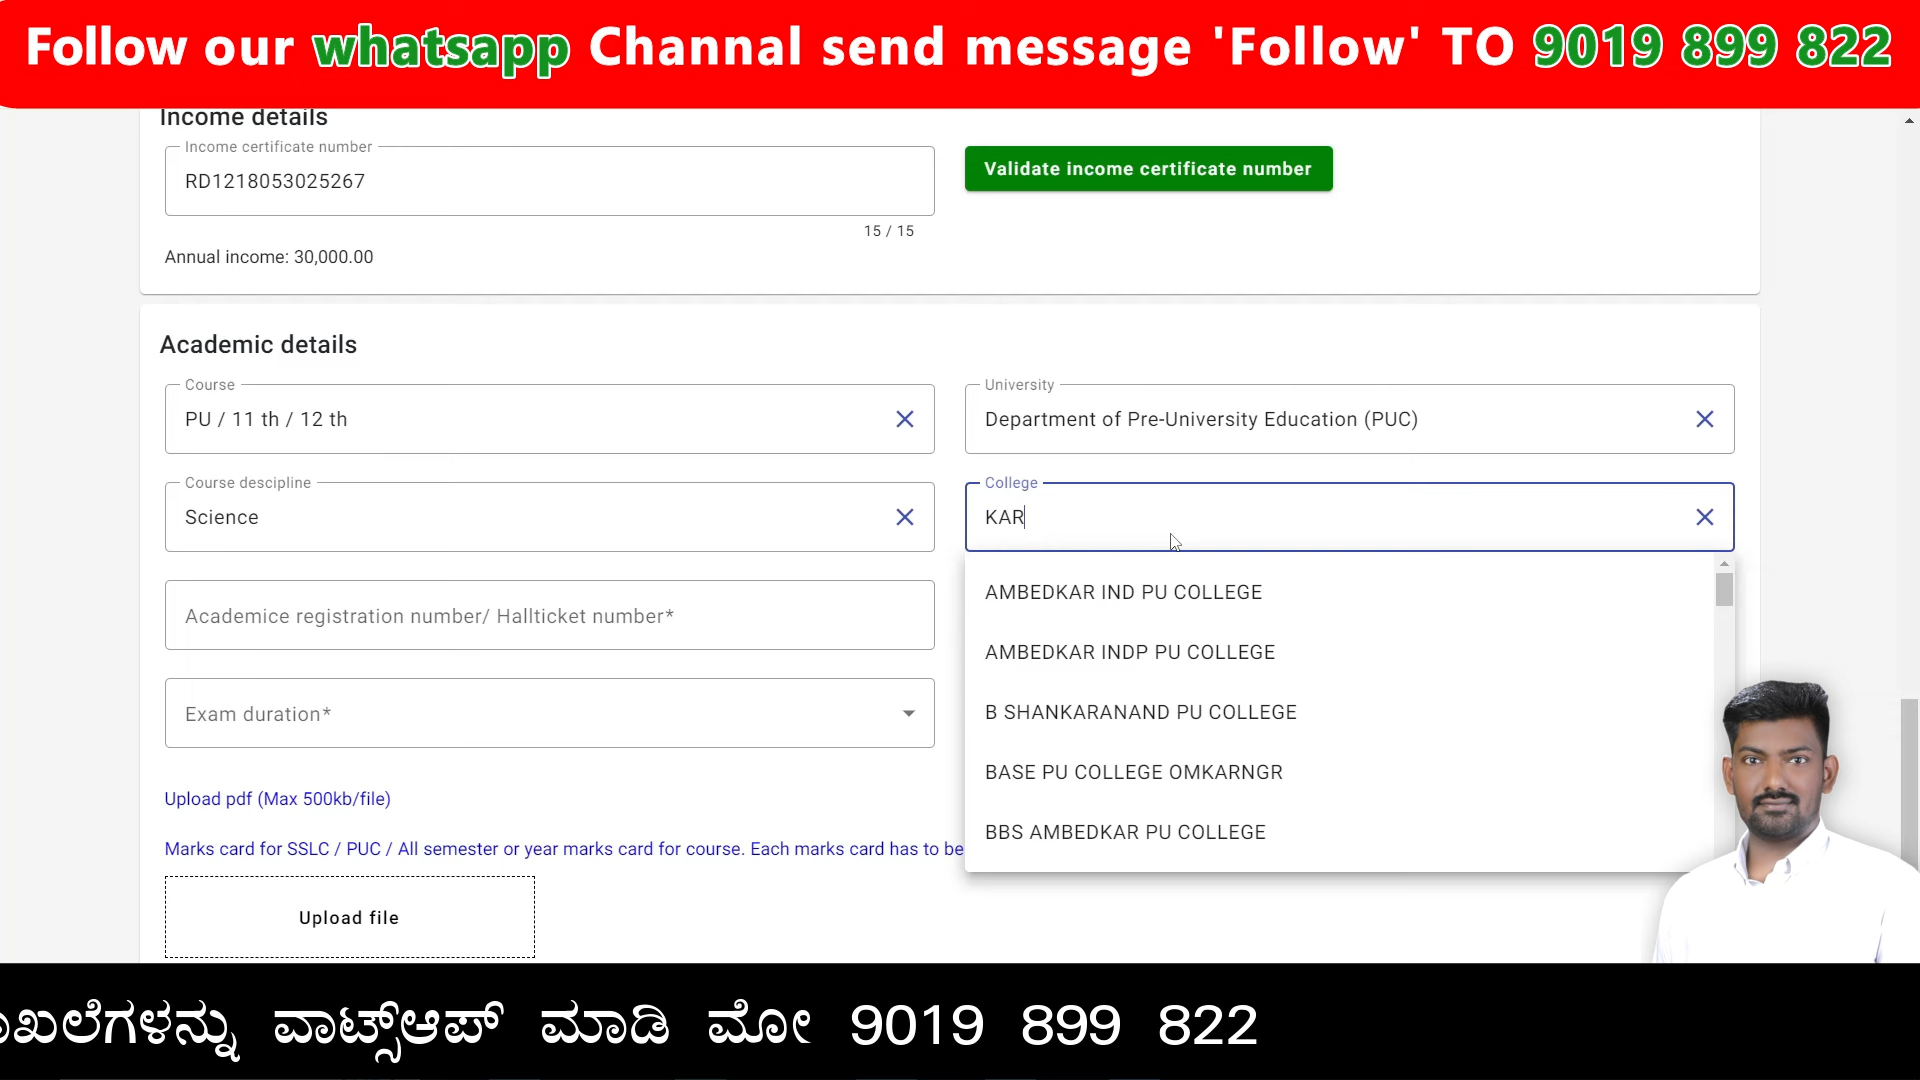 Follow our whatsapp Channal send message 'Follow' TO 9019 899 822
Income details
Income certificate number
RD1218053025267
Validate income certificate number
15 / 15
Annual income: 30,000.00
Academic details
Course
PU / 11 th / 12 th
University
Department of Pre-University Education (PUC)
Course descipline
Science
College
KAR
AMBEDKAR IND PU COLLEGE
AMBEDKAR INDP PU COLLEGE
B SHANKARANAND PU COLLEGE
BASE PU COLLEGE OMKARNGR
BBS AMBEDKAR PU COLLEGE
Academice registration number/ Hallticket number*
Exam duration*
Upload pdf (Max 500kb/file)
Marks card for SSLC / PUC / All semester or year marks card for course. Each marks card has to be
Upload file
ವಾಟ್ಸ್ಆಪ್ ಮಾಡಿ ಮೋ 9019 899 822